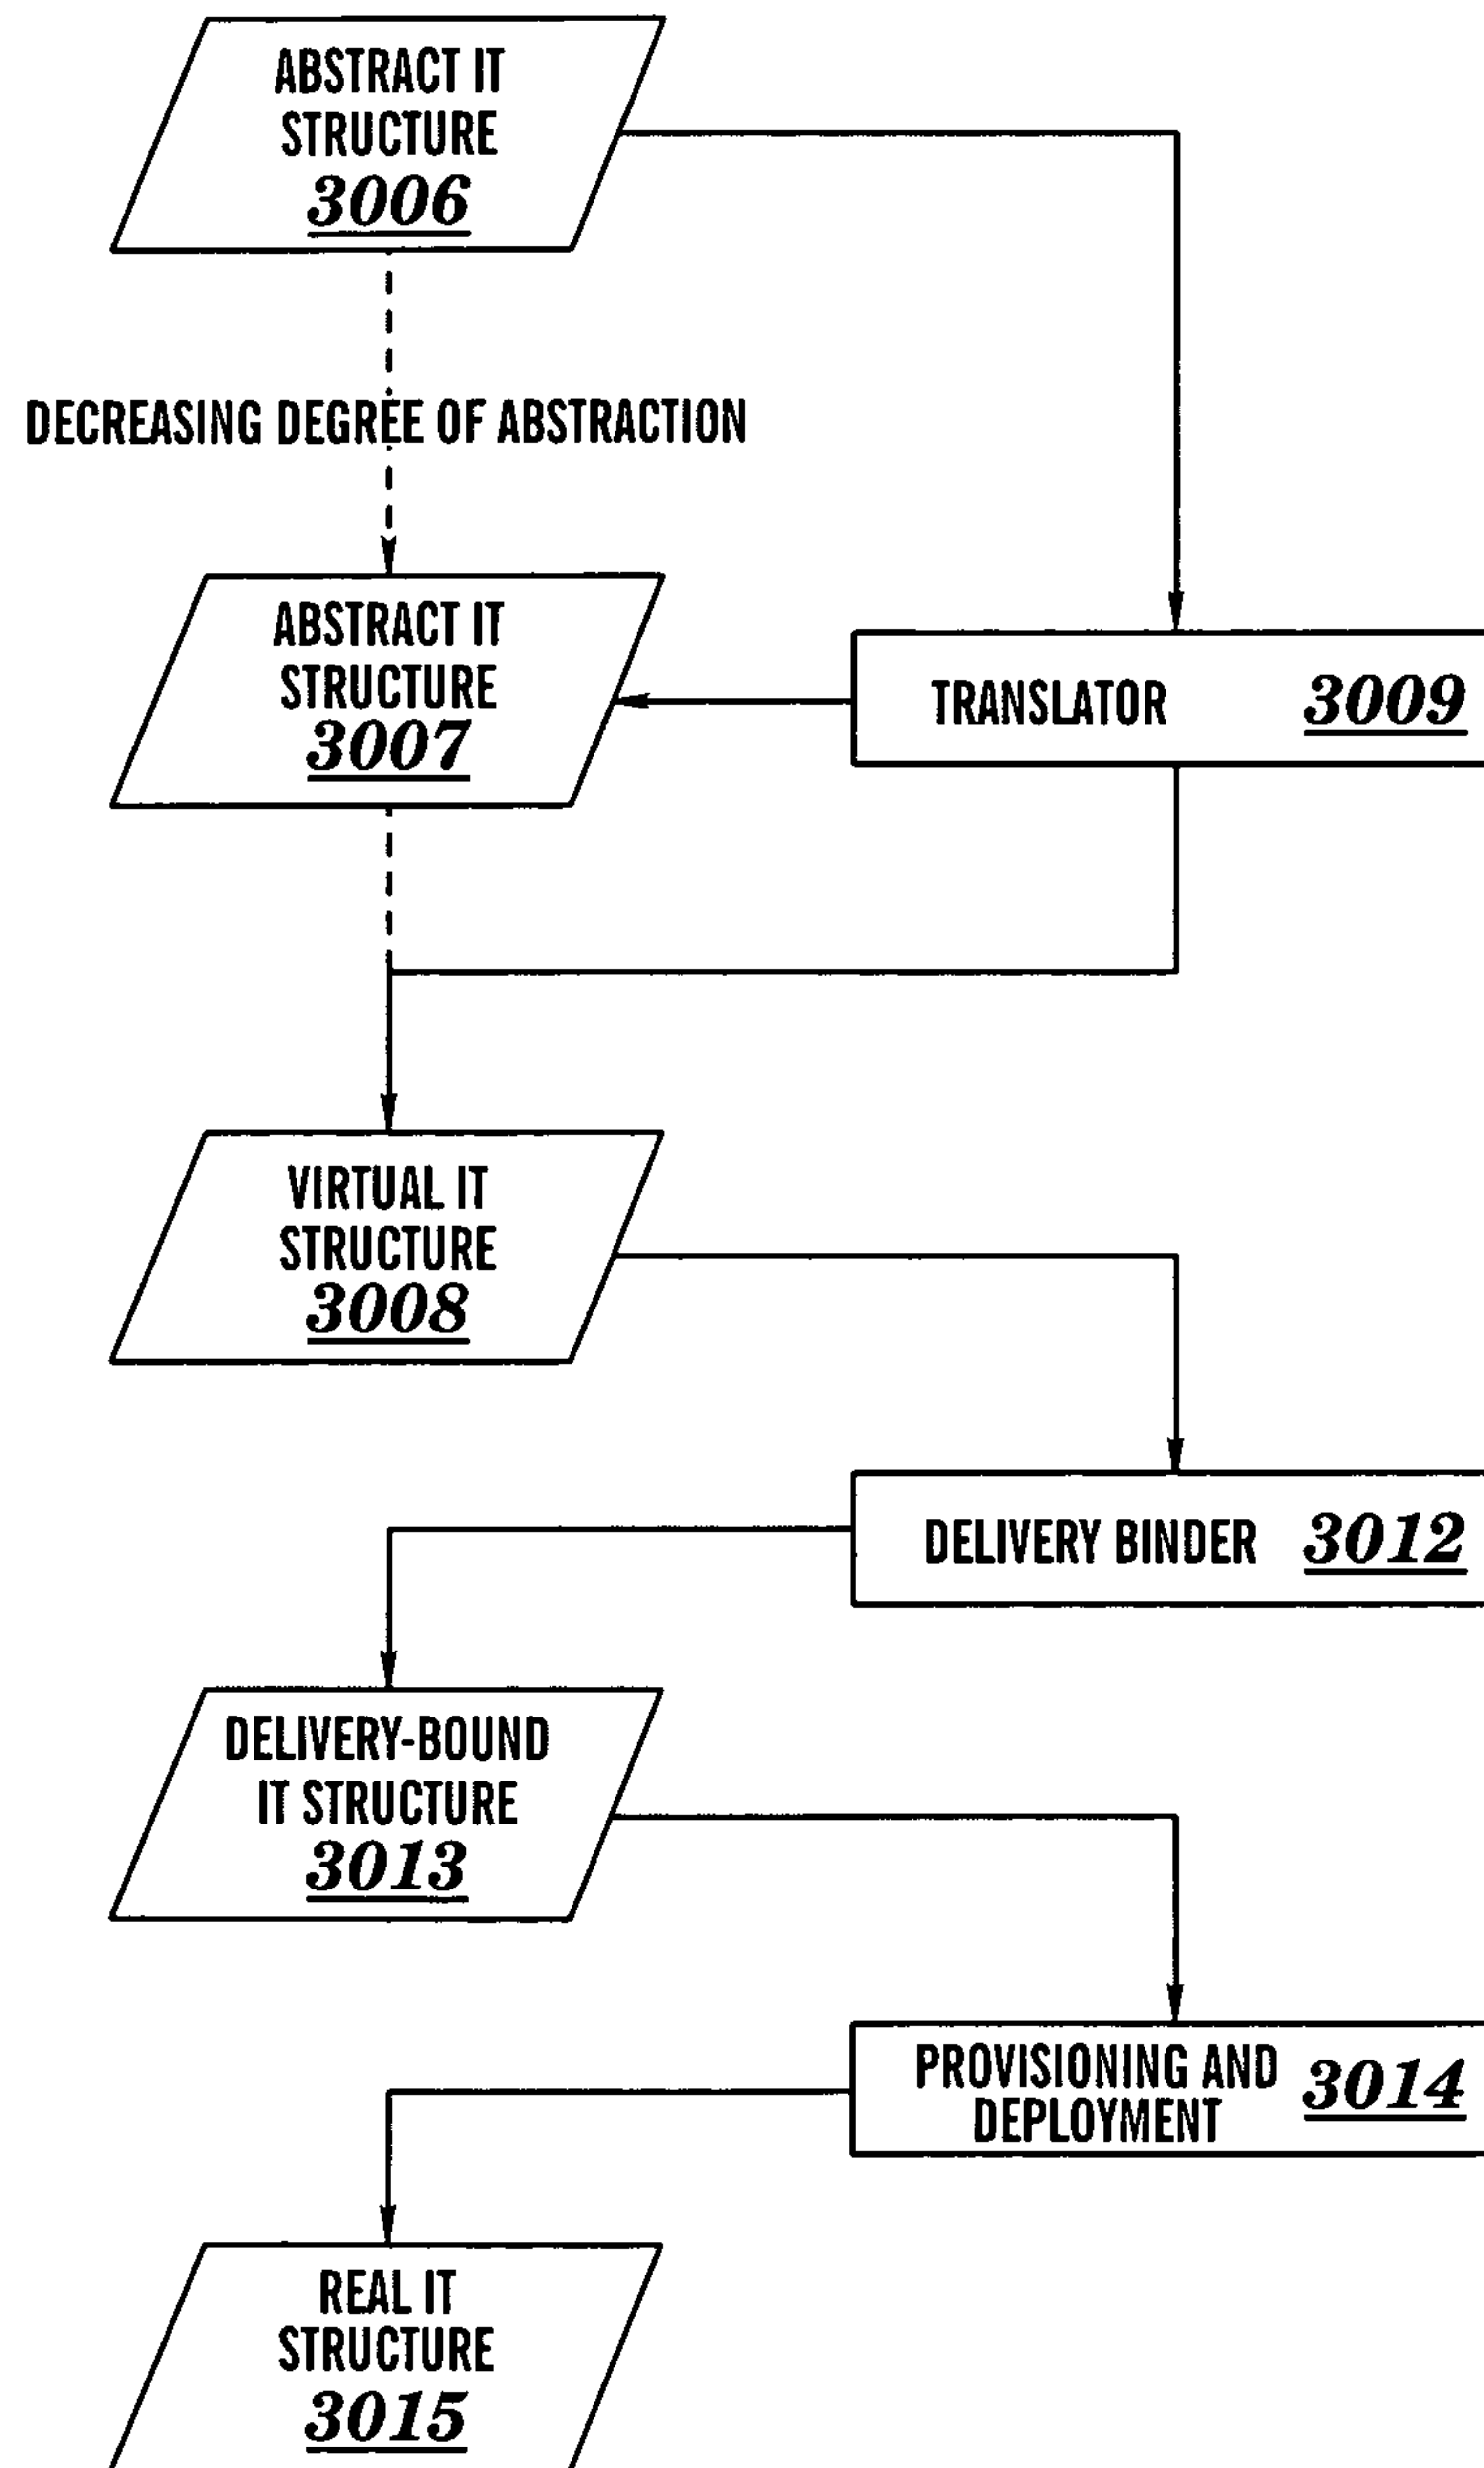 ABSTRACT IT
STRUCTURE
3006
DECREASING DEGREE OF ABSTRACTION
ABSTRACT IT
STRUCTURE
3007
TRANSLATOR 3009
VIRTUAL IT
STRUCTURE
3008
DELIVERY BINDER 3012
DELIVERY-BOUND
IT STRUCTURE
3013
PROVISIONING AND
DEPLOYMENT
3014
REAL IT
STRUCTURE
3015